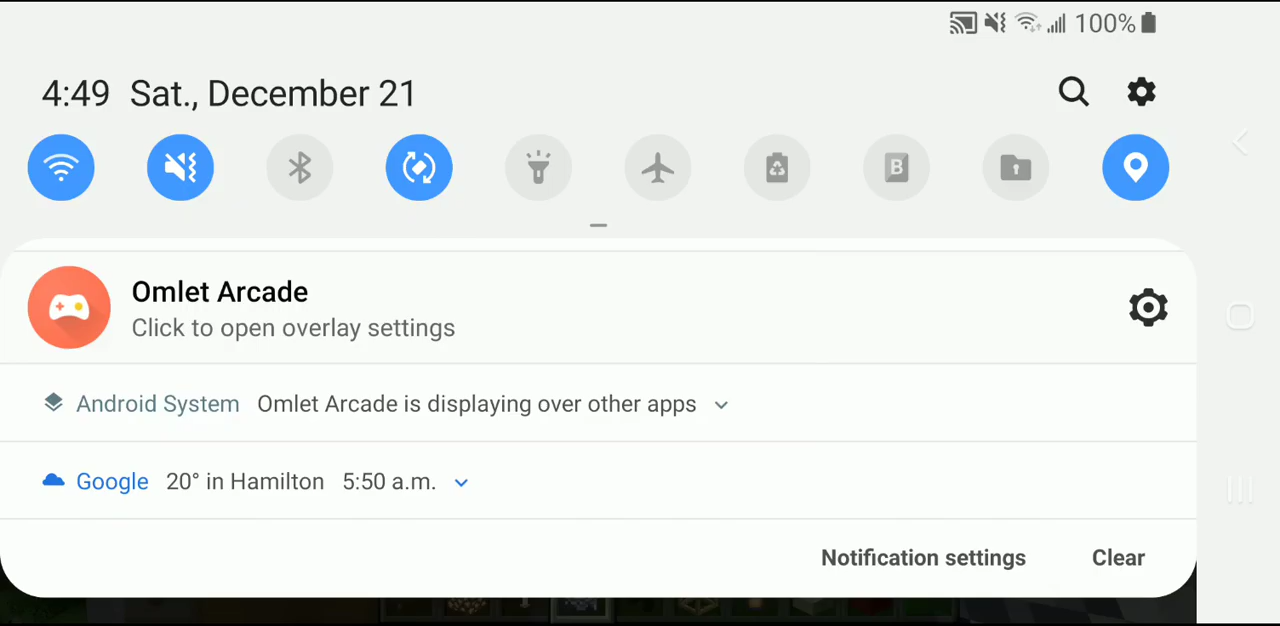 100%
4:49 Sat., December 21
B
Omlet Arcade
Click to open overlay settings
Android System Omlet Arcade is displaying over other apps
Google 20° in Hamilton 5:50 a.m.
Notification settings Clear